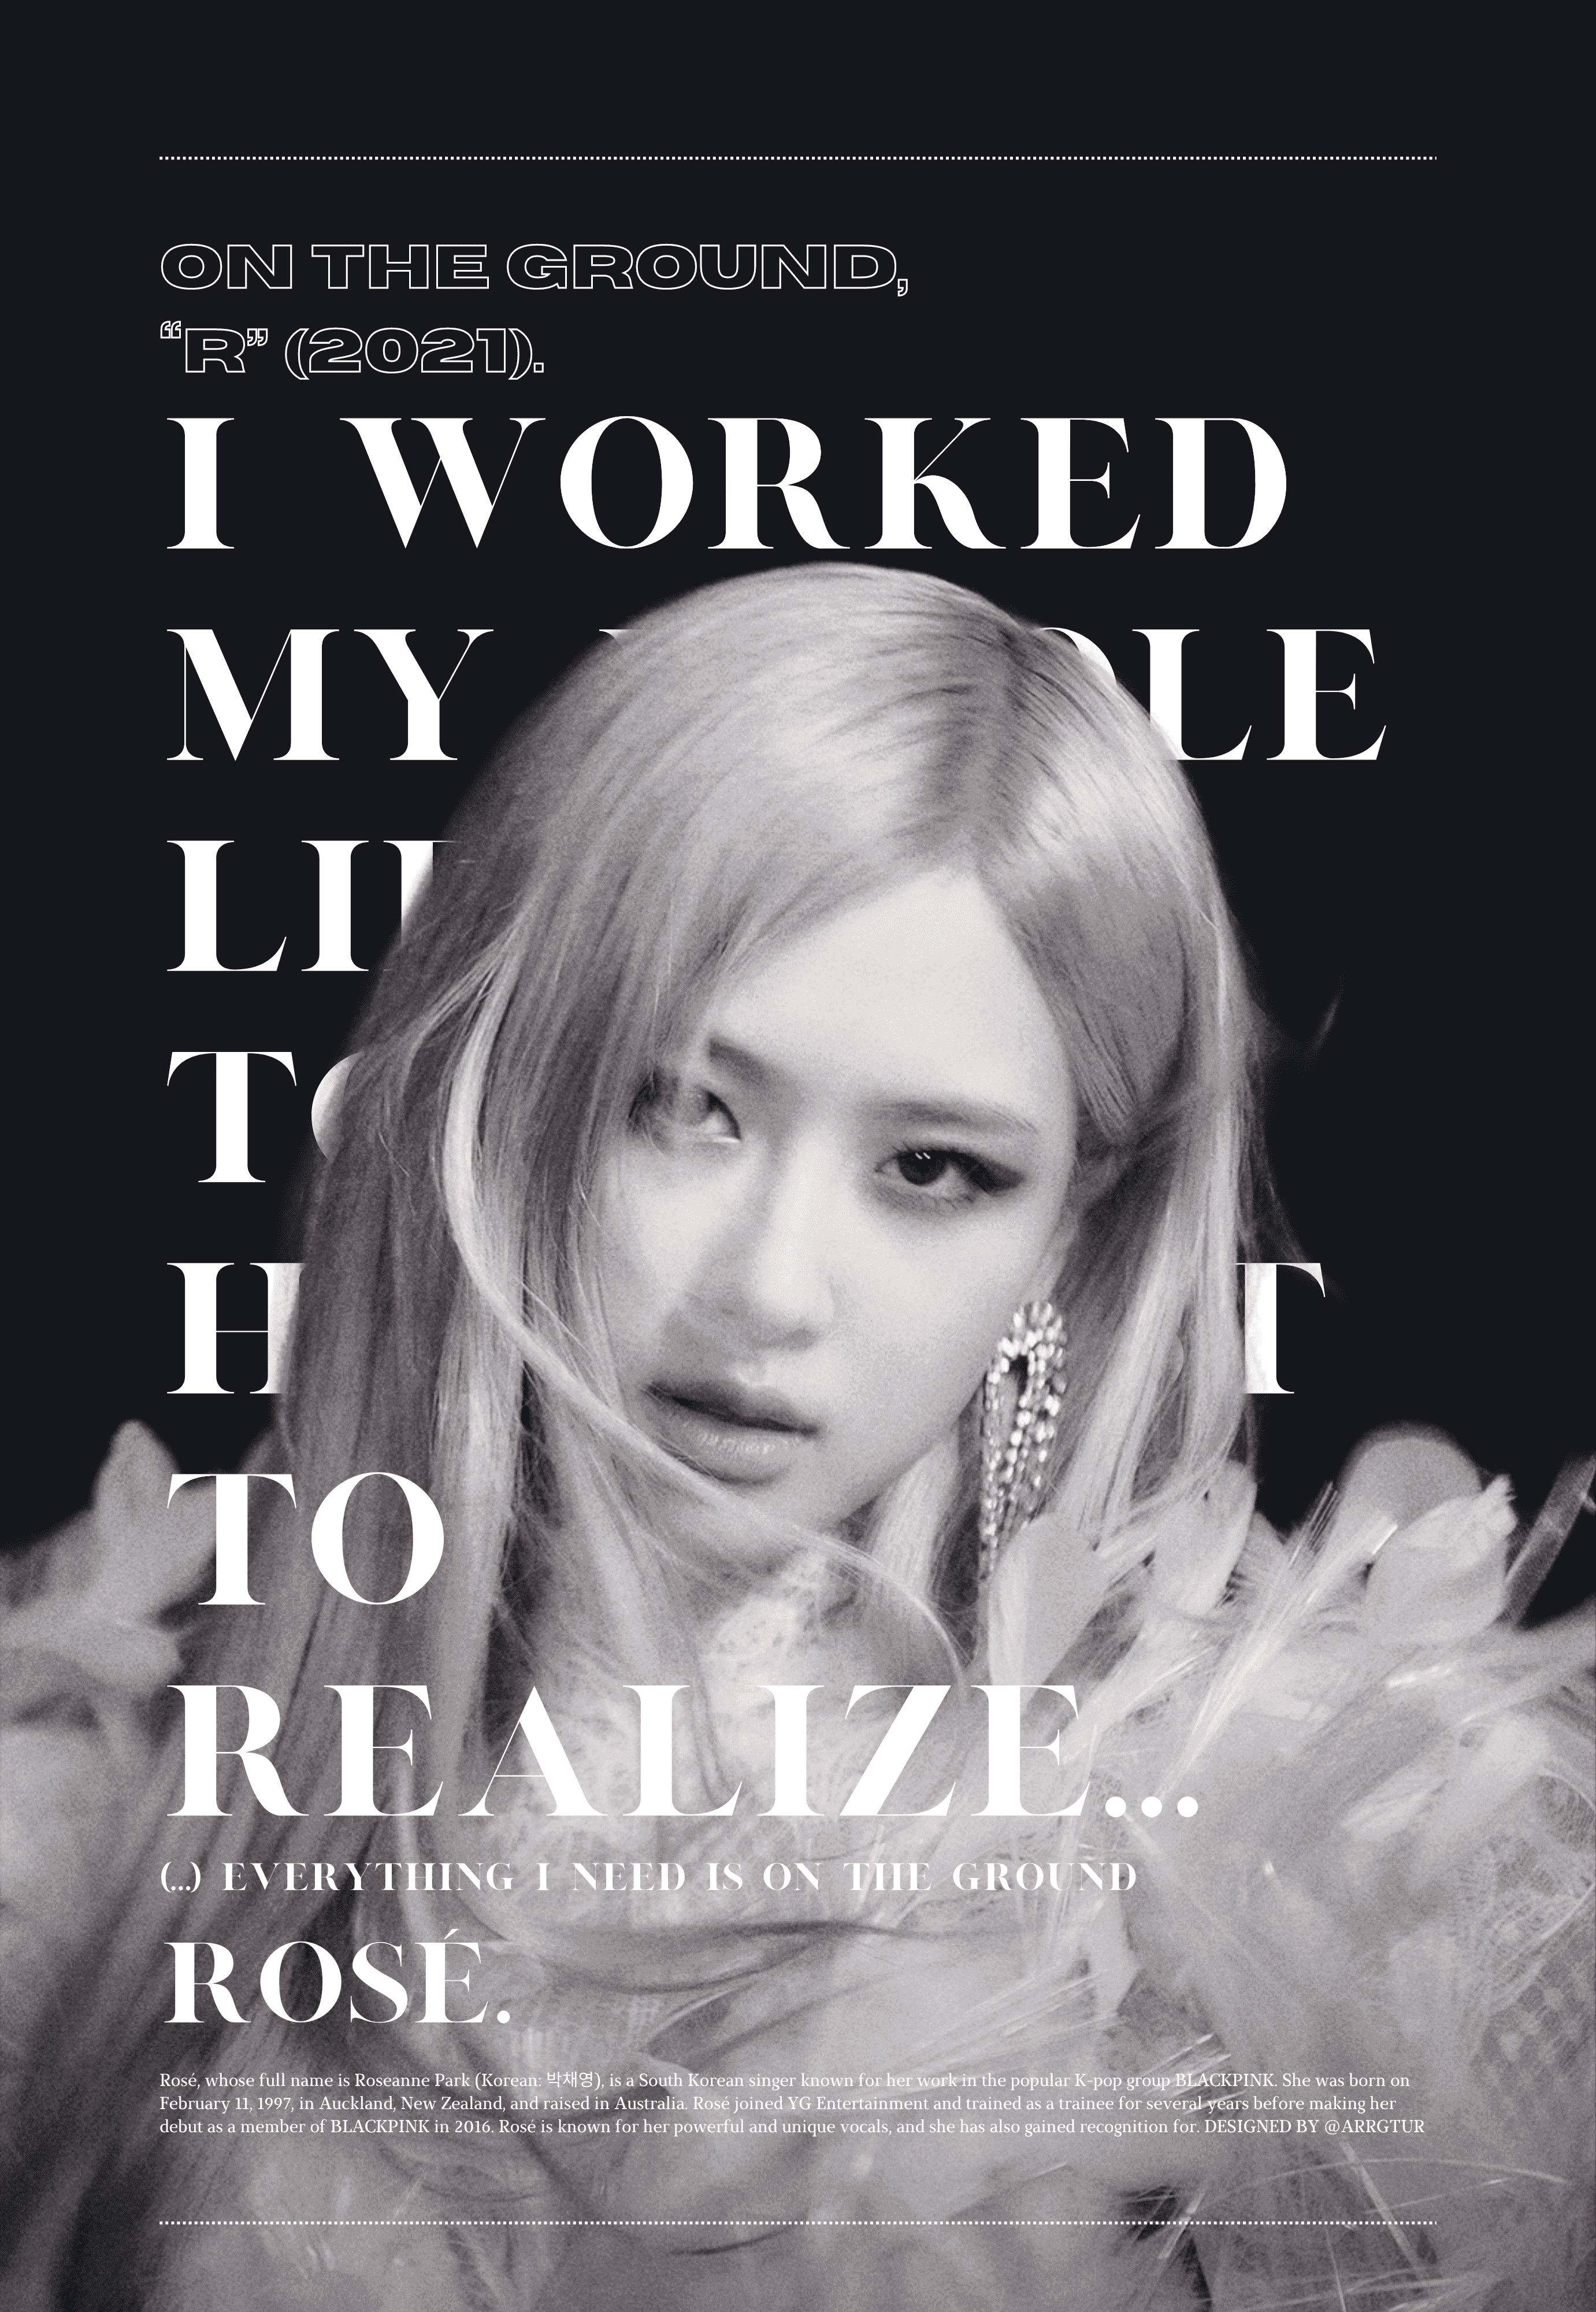 ON THE GROUND,
“R” (2021).
I WORKED
MY
LI
TO
H T
TO
REALIZE...
(...) EVERYTHING I NEED IS ON THE GROUND
ROSÉ.
Rosé, whose full name is Roseanne Park (Korean: 박채영), is a South Korean singer known for her work in the popular K-pop group BLACKPINK. She was born on
February 11, 1997, in Auckland, New Zealand, and raised in Australia. Rosé joined YG Entertainment and trained as a trainee for several years before making her
debut as a member of BLACKPINK in 2016. Rosé is known for her powerful and unique vocals, and she has also gained recognition for. DESIGNED BY @ARRGTUR